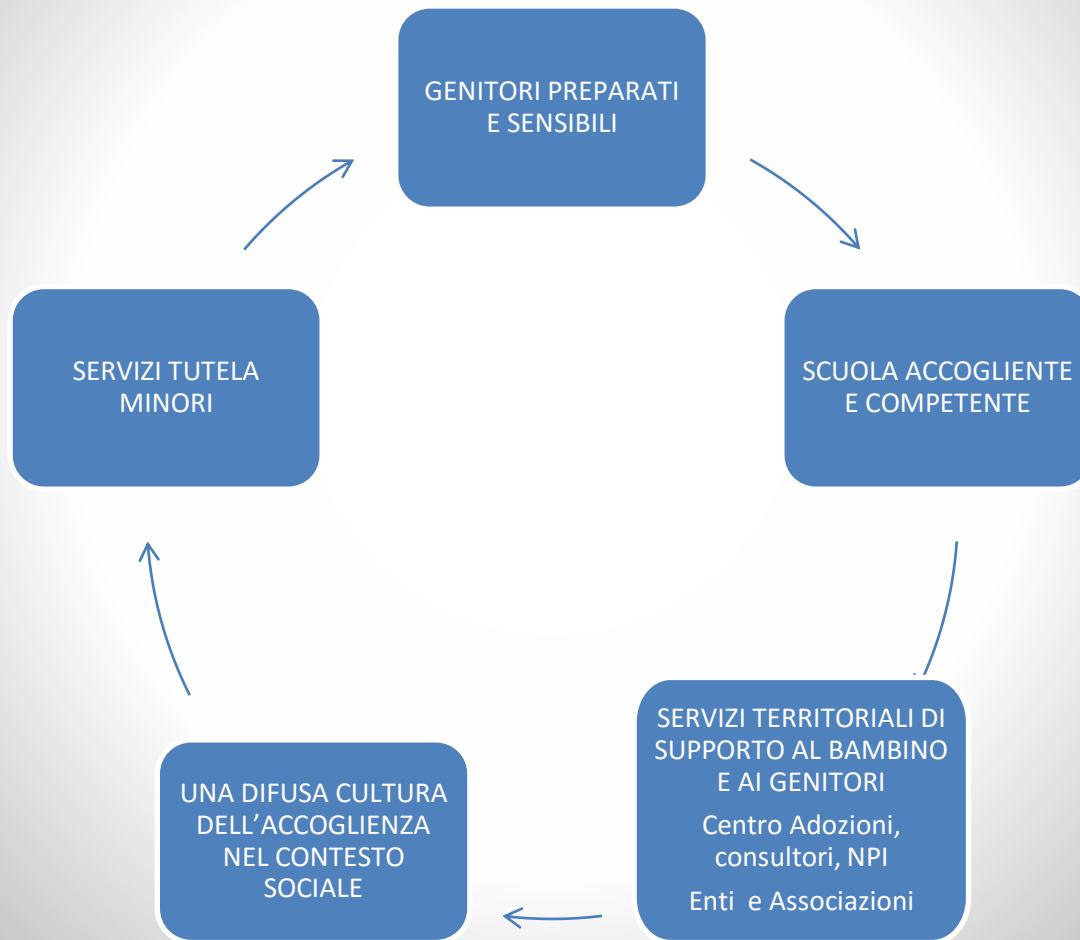 GENITORI PREPARATI
E SENSIBILI
SCUOLA ACCOGLIENTE
E COMPETENTE
SERVIZI TERRITORIALI DI
SUPPORTO AL BAMBINO
E AI GENITORI
Centro Adozioni,
consultori, NPI
Enti e Associazioni
UNA DIFUSA CULTURA
DELL’ACCOGLIENZA
NEL CONTESTO
SOCIALE
SERVIZI TUTELA
MINORI